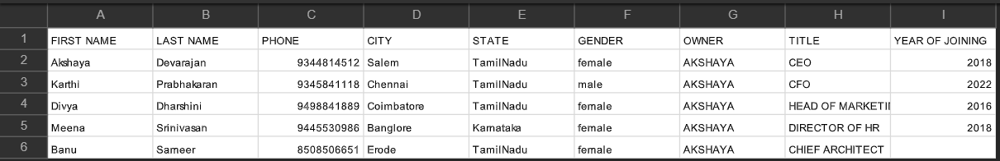 A B C D E F G H I
1 FIRST NAME LAST NAME PHONE CITY STATE GENDER OWNER TITLE YEAR OF JOINING
2 Akshaya Devarajan 9344814512 Salem TamilNadu female AKSHAYA CEO 2018
3 Karthi Prabhakaran 9345841118 Chennai TamilNadu male AKSHAYA CFO 2022
4 Divya Dharshini 9498841889 Coimbatore TamilNadu female AKSHAYA HEAD OF MARKETI 2016
5 Meena Srinivasan 9445530986 Banglore Karnataka female AKSHAYA DIRECTOR OF HR 2018
6 Banu Sameer 8508506651 Erode TamilNadu female AKSHAYA CHIEF ARCHITECT